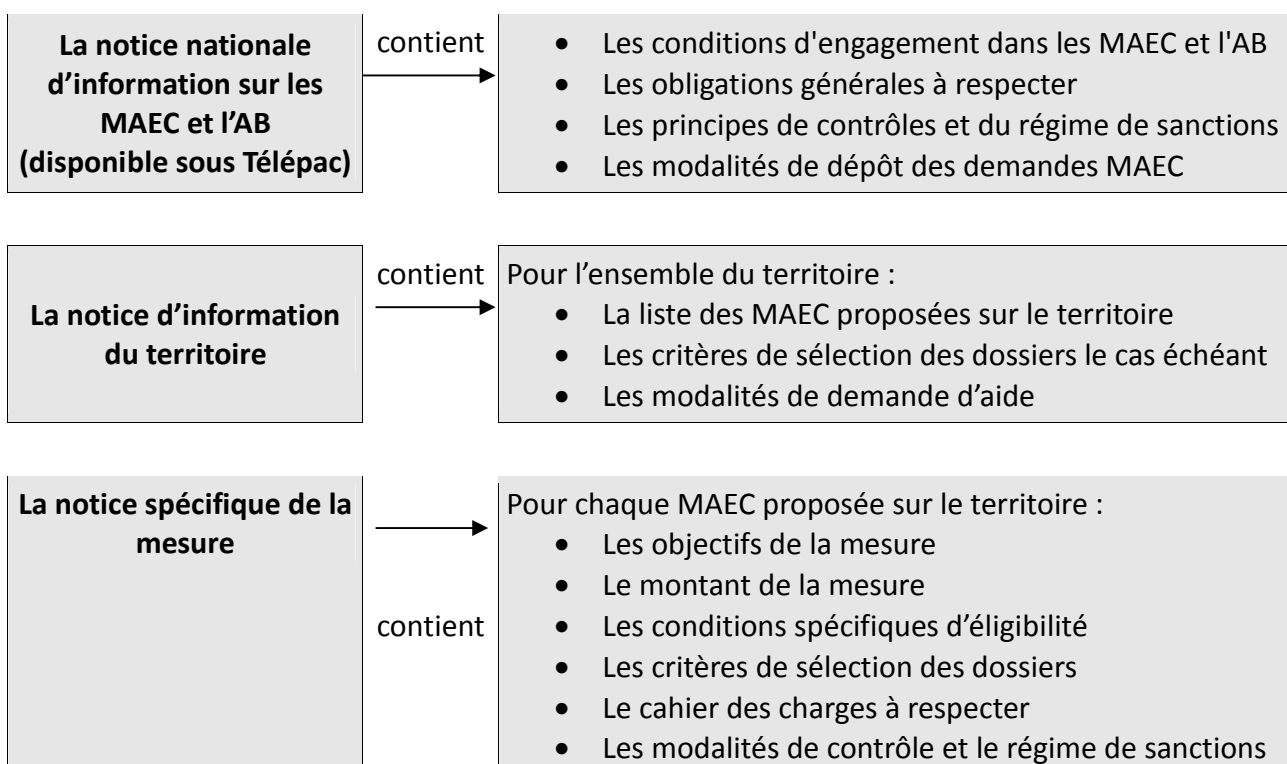 La notice nationale
d’information sur les
MAEC et l’AB
(disponible sous Télépac)
contient
• Les conditions d'engagement dans les MAEC et l'AB
• Les obligations générales à respecter
• Les principes de contrôles et du régime de sanctions
• Les modalités de dépôt des demandes MAEC
La notice d’information
du territoire
contient
Pour l’ensemble du territoire :
• La liste des MAEC proposées sur le territoire
• Les critères de sélection des dossiers le cas échéant
• Les modalités de demande d’aide
La notice spécifique de la
mesure
contient
Pour chaque MAEC proposée sur le territoire :
• Les objectifs de la mesure
• Le montant de la mesure
• Les conditions spécifiques d’éligibilité
• Les critères de sélection des dossiers
• Le cahier des charges à respecter
• Les modalités de contrôle et le régime de sanctions